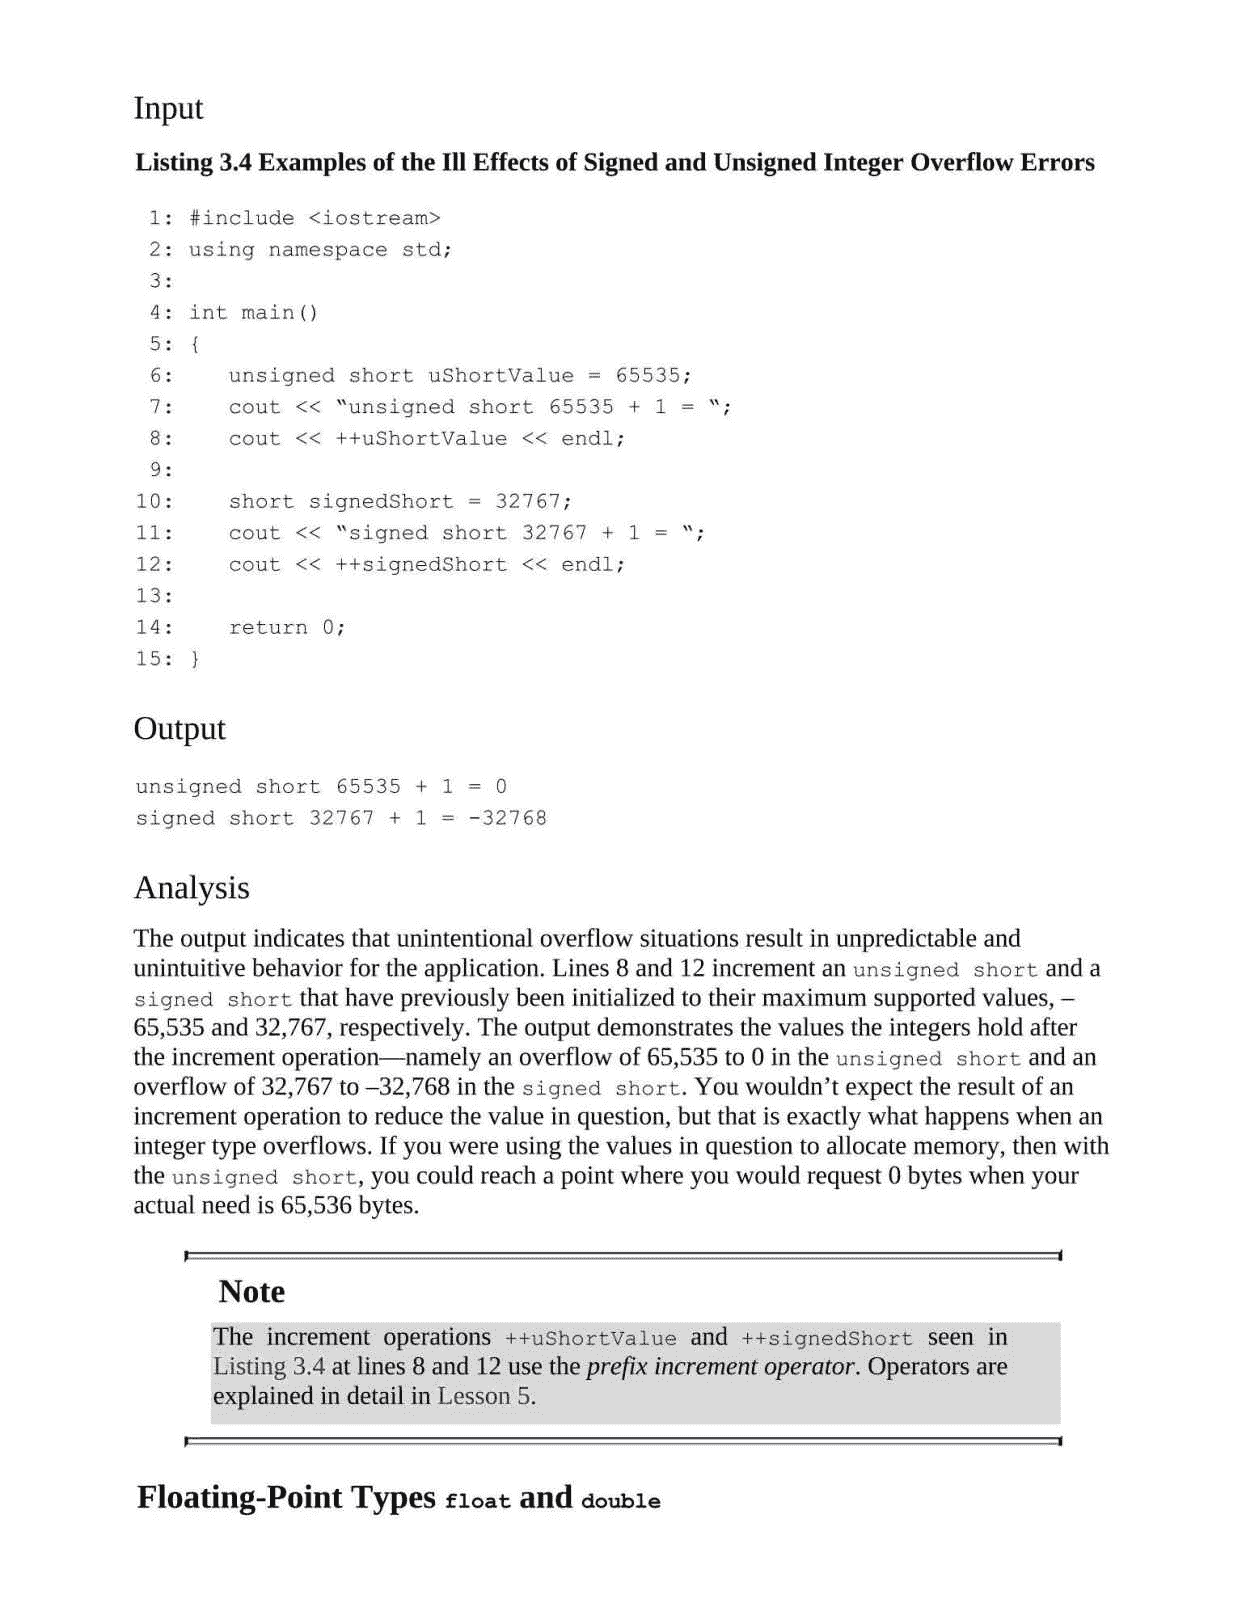 Input
Listing 3.4 Examples of the Ill Effects of Signed and Unsigned Integer Overflow Errors
1: #include <iostream>
2: using namespace std;
3:
4: int main()
5: {
6:    unsigned short uShortValue = 65535;
7:    cout << “unsigned short 65535 + 1 = “;
8:    cout << ++uShortValue << endl;
9:
10:    short signedShort = 32767;
11:    cout << “signed short 32767 + 1 = “;
12:    cout << ++signedShort << endl;
13:
14:    return 0;
15: }
Output
unsigned short 65535 + 1 = 0
signed short 32767 + 1 = -32768
Analysis
The output indicates that unintentional overflow situations result in unpredictable and
unintuitive behavior for the application. Lines 8 and 12 increment an unsigned short and a
signed short that have previously been initialized to their maximum supported values, –
65,535 and 32,767, respectively. The output demonstrates the values the integers hold after
the increment operation—namely an overflow of 65,535 to 0 in the unsigned short and an
overflow of 32,767 to –32,768 in the signed short. You wouldn’t expect the result of an
increment operation to reduce the value in question, but that is exactly what happens when an
integer type overflows. If you were using the values in question to allocate memory, then with
the unsigned short, you could reach a point where you would request 0 bytes when your
actual need is 65,536 bytes.
Note
The increment operations ++uShortValue and ++signedShort seen in
Listing 3.4 at lines 8 and 12 use the prefix increment operator. Operators are
explained in detail in Lesson 5.
Floating-Point Types float and double